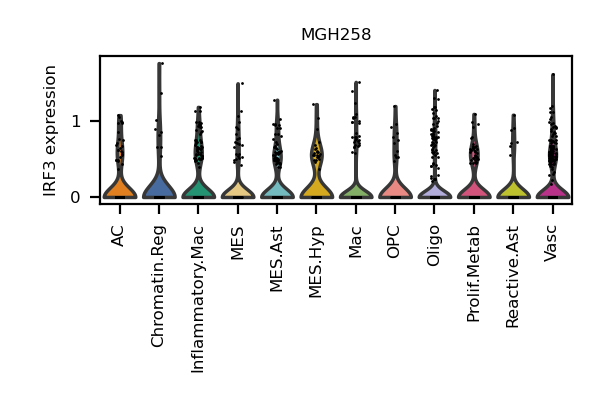 MGH258
IRF3 expression
1
0
AC
Chromatin.Reg
Inflammatory.Mac
MES
MES.Ast
MES.Hyp
Mac
OPC
Oligo
Prolif.Metab
Reactive.Ast
Vasc